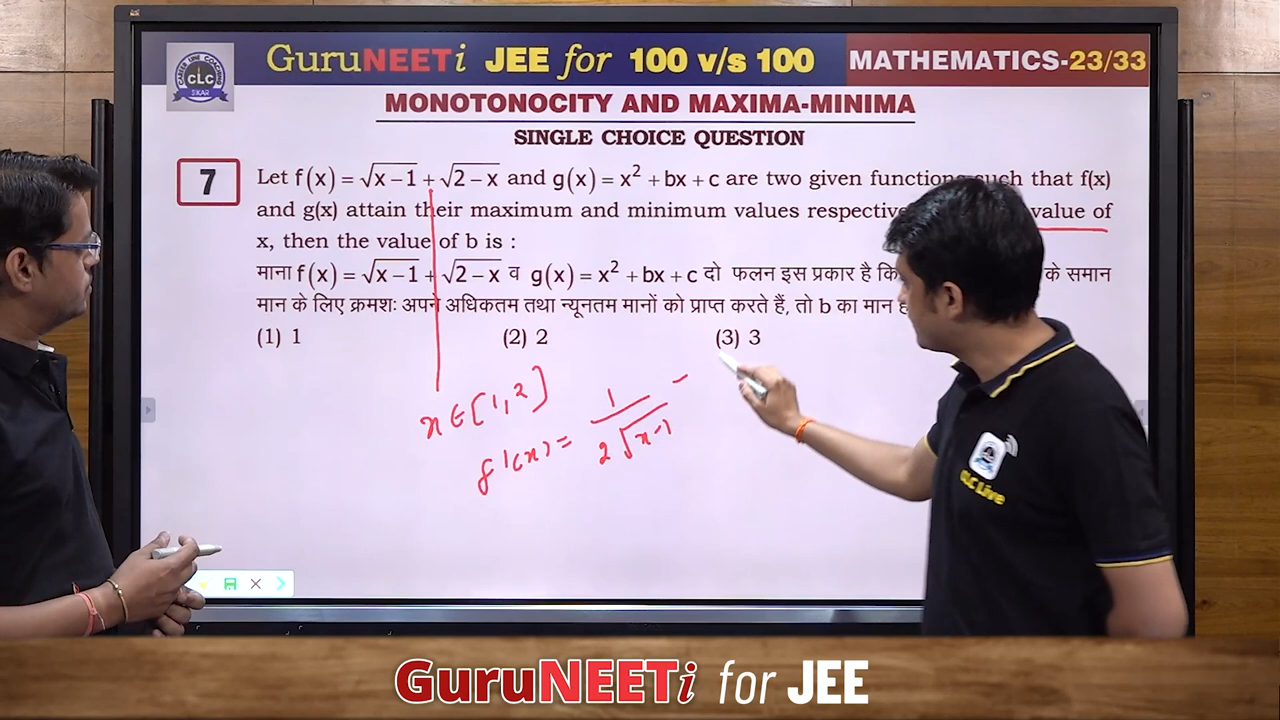 GuruNEETi JEE for 100 v/s 100 MATHEMATICS-23/33
CLC
SIKAR
MONOTONOCITY AND MAXIMA-MINIMA
SINGLE CHOICE QUESTION
7 Let f(x) = √x−1 + √2−x and g(x) = x² + bx + c are two given functions such that f(x)
and g(x) attain their maximum and minimum values value of
x, then the value of b is :
माना f(x) = √x−1 + √2−x व g(x) = x² + bx + c दो फलन इस प्रकार है कि के समान
मान के लिए क्रमशः अपने अधिकतम तथा न्यूनतम मानों को प्राप्त करते हैं, तो b का मान
(1) 1 (2) 2 (3) 3
x ∈ [1, 2]
f'(x) = 1 / 2√x-1 −
CLC Live
GuruNEETi for JEE